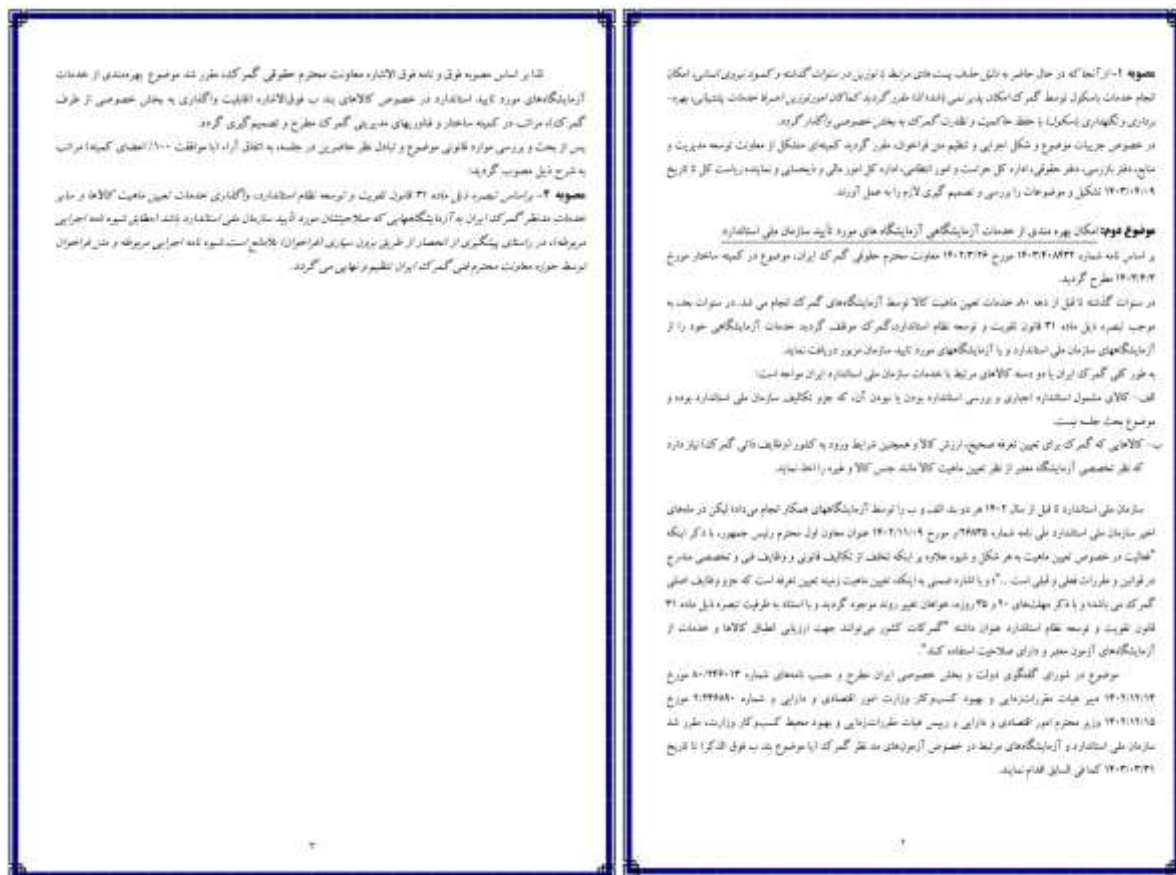 مصوبه ۱- از آنجا که در حال حاضر به دلیل حذف پست های مرتبط با توزین در سنوات گذشته و کمبود نیروی انسانی، امکان
انجام خدمات باسکول توسط گمرک امکان پذیر نمی باشد؛ لذا مقرر گردید کماکان امور توزین (صرفا خدمات پشتیبانی، بهره-
برداری و نگهداری باسکول) با حفظ حاکمیت و نظارت گمرک به بخش خصوصی واگذار گردد.
در خصوص جزییات موضوع و شکل اجرایی و تنظیم متن فراخوان، مقرر گردید کمیته‌ای متشکل از معاونت توسعه مدیریت و
منابع، دفتر بازرسی، دفتر حقوقی، اداره کل حراست و امور انتظامی، اداره کل امور مالی و ذیحسابی و نماینده ریاست کل تا تاریخ
۱۴۰۳/۰۴/۰۹ تشکیل و موضوعات را بررسی و تصمیم گیری لازم را به عمل آورند.
موضوع دوم: امکان بهره مندی از خدمات آزمایشگاهی آزمایشگاه های مورد تأیید سازمان ملی استاندارد
بر اساس نامه شماره ۱۴۰۳/۴۰۸۴۳۲ مورخ ۱۴۰۲/۳/۲۶ معاونت محترم حقوقی گمرک ایران، موضوع در کمیته ساختار مورخ
۱۴۰۳/۴/۳ مطرح گردید.
در سنوات گذشته تا قبل از دهه ۸۰، خدمات تعیین ماهیت کالا توسط آزمایشگاه‌های گمرک انجام می شد. در سنوات بعد، به
موجب تبصره ذیل ماده ۳۱ قانون تقویت و توسعه نظام استاندارد،گمرک موظف گردید خدمات آزمایشگاهی خود را از
آزمایشگاههای سازمان ملی استاندارد و یا آزمایشگاههای مورد تایید سازمان مزبور دریافت نماید.
به طور کلی گمرک ایران با دو دسته کالاهای مرتبط با خدمات سازمان ملی استاندارد ایران مواجه است:
الف- کالای مشمول استاندارد اجباری و بررسی استاندارد بودن یا نبودن آن، که جزو تکالیف سازمان ملی استاندارد بوده و
موضوع بحث جلسه نیست.
ب- کالاهایی که گمرک برای تعیین تعرفه صحیح، ارزش کالا و همچنین شرایط ورود به کشور (وظایف ذاتی گمرک) نیاز دارد
که نظر تخصصی آزمایشگاه معتبر از نظر تعیین ماهیت کالا مانند جنس کالا و غیره را اخذ نماید.
سازمان ملی استاندارد تا قبل از سال ۱۴۰۲ هر دو بند الف و ب را توسط آزمایشگاههای همکار انجام می‌داد؛ لیکن در ماه‌های
اخیر سازمان ملی استاندارد طی نامه شماره ۲۶۸۳۵/و مورخ ۱۴۰۲/۱۱/۰۹ عنوان معاون اول محترم رئیس جمهور، با ذکر اینکه
"فعالیت در خصوص تعیین ماهیت به هر شکل و شیوه علاوه بر اینکه تخلف از تکالیف قانونی و وظایف فنی و تخصصی مندرج
در قوانین و مقررات فعلی و قبلی است ..." و با اشاره ضمنی به اینکه، تعیین ماهیت زمینه تعیین تعرفه است که جزو وظایف اصلی
گمرک می باشد؛ و با ذکر مهلت‌های ۲۰ و ۴۵ روزه، خواهان تغییر روند موجود گردید و با استناد به ظرفیت تبصره ذیل ماده ۳۱
قانون تقویت و توسعه نظام استاندارد عنوان داشته "گمرکات کشور می‌توانند جهت ارزیابی انطباق کالاها و خدمات از
آزمایشگاه‌های آزمون معتبر و دارای صلاحیت استفاده کنند".
موضوع در شورای گفتگوی دولت و بخش خصوصی ایران مطرح و حسب نامه‌های شماره ۸۰/۲۴۶۰۱۳ مورخ
۱۴۰۲/۱۲/۱۴ دبیر هیات مقررات‌زدایی و بهبود کسب‌وکار وزارت امور اقتصادی و دارایی و شماره ۲/۲۴۶۸۹۰ مورخ
۱۴۰۲/۱۲/۱۵ وزیر محترم امور اقتصادی و دارایی و رییس هیات مقررات‌زدایی و بهبود محیط کسب‌وکار وزارت، مقرر شد
سازمان ملی استاندارد و آزمایشگاه‌های مرتبط در خصوص آزمون‌های مد نظر گمرک (با موضوع بند ب فوق الذکر) تا تاریخ
۱۴۰۳/۰۳/۳۱ کما فی السابق اقدام نمایند.
۲
لذا بر اساس مصوبه فوق و نامه فوق الاشاره معاونت محترم حقوقی گمرک، مقرر شد موضوع بهره‌مندی از خدمات
آزمایشگاه‌های مورد تایید استاندارد در خصوص کالاهای بند ب فوق‌الاشاره (قابلیت واگذاری به بخش خصوصی از طرف
گمرک)، مراتب در کمیته ساختار و فناوریهای مدیریتی گمرک مطرح و تصمیم‌گیری گردد.
پس از بحث و بررسی موارد قانونی موضوع و تبادل نظر حاضرین در جلسه، به اتفاق آراء (با موافقت ۱۰۰٪ اعضای کمیته) مراتب
به شرح ذیل مصوب گردید:
مصوبه ۲- براساس تبصره ذیل ماده ۳۱ قانون تقویت و توسعه نظام استاندارد، واگذاری خدمات تعیین ماهیت کالاها و سایر
خدمات مدنظر گمرک ایران به آزمایشگاههایی که صلاحیتشان مورد تأیید سازمان ملی استاندارد باشد (مطابق شیوه نامه اجرایی
مربوطه)، در راستای پیشگیری از انحصار از طریق برون سپاری (فراخوان) بلامانع است.شیوه نامه اجرایی مربوطه و متن فراخوان
توسط حوزه معاونت محترم فنی گمرک ایران تنظیم و نهایی می گردد.
۳